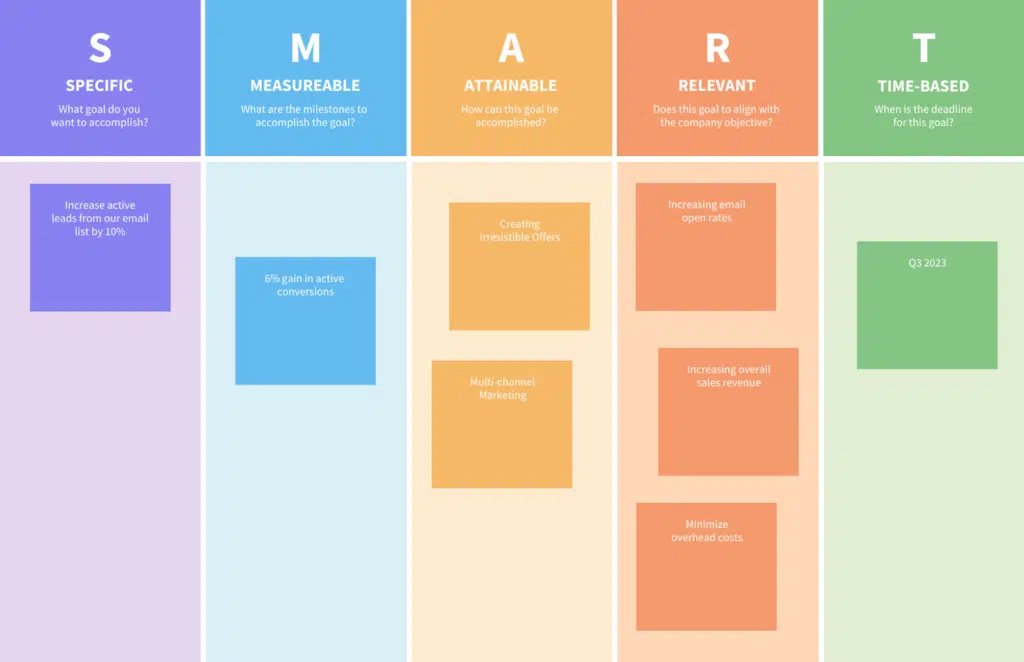 S
SPECIFIC
What goal do you
want to accomplish?
M
MEASUREABLE
What are the milestones to
accomplish the goal?
A
ATTAINABLE
How can this goal be
accomplished?
R
RELEVANT
Does this goal to align with
the company objective?
T
TIME-BASED
When is the deadline
for this goal?
Increase active
leads from our email
list by 10%
6% gain in active
conversions
Creating
Irresistible Offers
Multi-channel
Marketing
Increasing email
open rates
Increasing overall
sales revenue
Minimize
overhead costs
Q3 2023